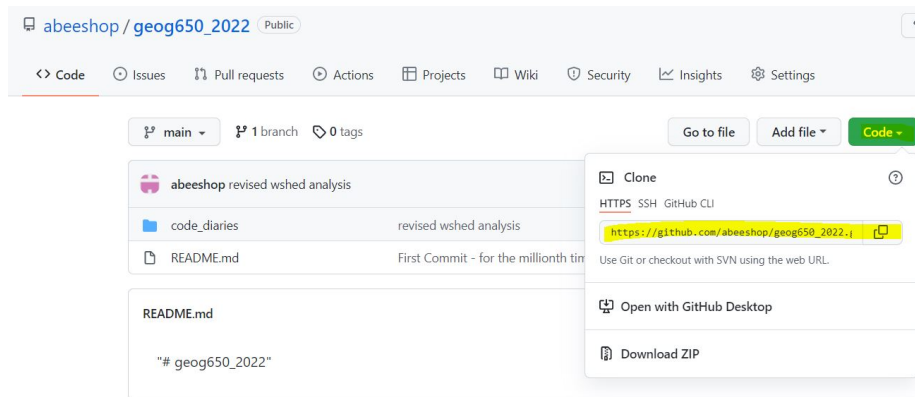 abeeshop / geog650_2022 Public
<> Code Issues Pull requests Actions Projects Wiki Security Insights Settings
main 1 branch 0 tags Go to file Add file Code
abeeshop revised wshed analysis
code_diaries revised wshed analysis
README.md First Commit - for the millionth
Clone
HTTPS SSH GitHub CLI
https://github.com/abeeshop/geog650_2022.
Use Git or checkout with SVN using the web URL.
Open with GitHub Desktop
Download ZIP
README.md
"# geog650_2022"